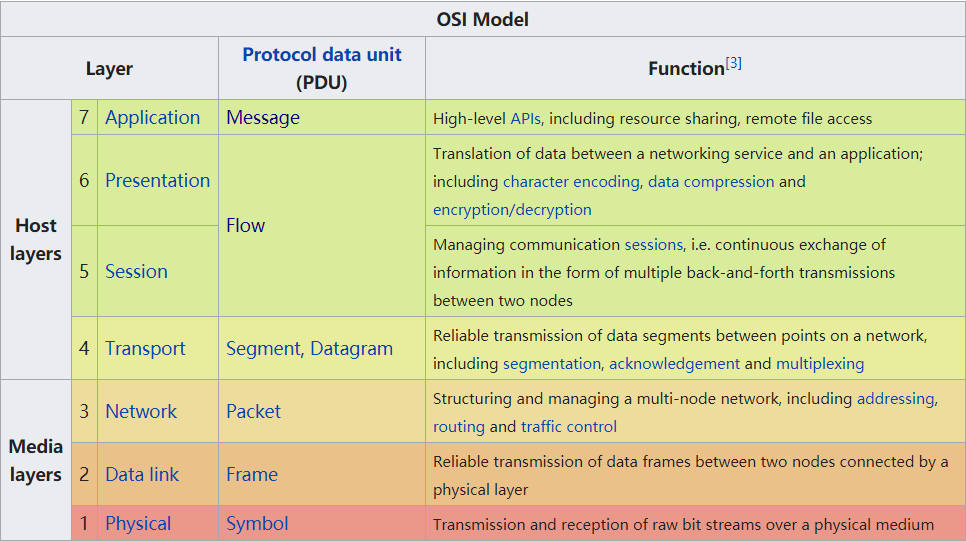 OSI Model
Layer
Protocol data unit
(PDU)
Function[3]
Host
layers
7 Application Message High-level APIs, including resource sharing, remote file access
6 Presentation Flow Translation of data between a networking service and an application;
including character encoding, data compression and
encryption/decryption
5 Session Managing communication sessions, i.e. continuous exchange of
information in the form of multiple back-and-forth transmissions
between two nodes
4 Transport Segment, Datagram Reliable transmission of data segments between points on a network,
including segmentation, acknowledgement and multiplexing
Media
layers
3 Network Packet Structuring and managing a multi-node network, including addressing,
routing and traffic control
2 Data link Frame Reliable transmission of data frames between two nodes connected by a
physical layer
1 Physical Symbol Transmission and reception of raw bit streams over a physical medium